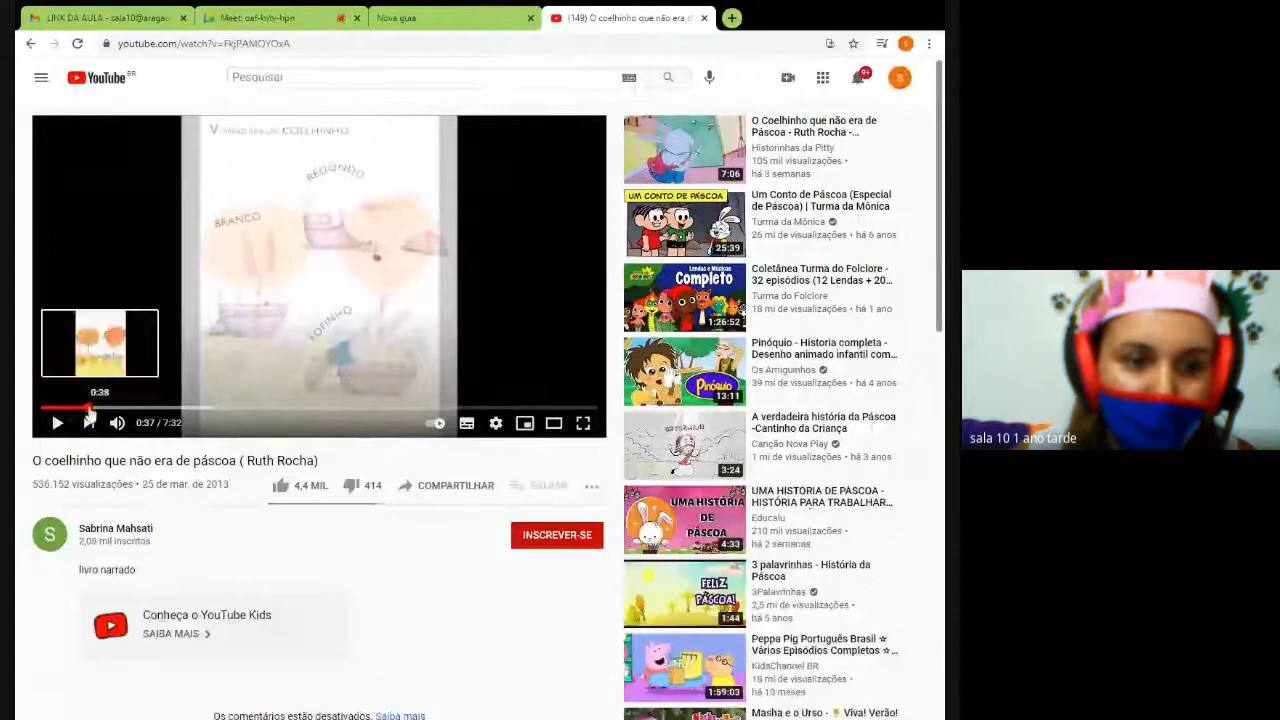 LINK DA AULA - sala10@aragao
Meet: oaf-kxty-hpn
Nova guia
(149) O coelhinho que não era d
youtube.com/watch?v=FkjPAMQYOxA
YouTube BR
Pesquisar
9+
S
COELHINHO
REDONDO
BRANCO
FOFINHO
0:38
0:37 / 7:32
O coelhinho que não era de páscoa ( Ruth Rocha)
536.152 visualizações • 25 de mar. de 2013
4,4 MIL
414
COMPARTILHAR
SALVAR
S
Sabrina Mahsati
2,08 mil inscritos
INSCREVER-SE
livro narrado
Conheça o YouTube Kids
SAIBA MAIS
Os comentários estão desativados. Saiba mais
7:06
O Coelhinho que não era de
Páscoa - Ruth Rocha -...
Historinhas da Pitty
105 mil visualizações •
há 3 semanas
UM CONTO DE PÁSCOA
25:39
Um Conto de Páscoa (Especial
de Páscoa) | Turma da Mônica
Turma da Mônica
26 mi de visualizações • há 6 anos
Lendas e Músicas
Completo
1:26:52
Coletânea Turma do Folclore -
32 episódios (12 Lendas + 20...
Turma do Folclore
18 mi de visualizações • há 1 ano
Pinóquio
13:11
Pinóquio - Historia completa -
Desenho animado infantil com...
Os Amiguinhos
39 mi de visualizações • há 4 anos
3:24
A verdadeira história da Páscoa
-Cantinho da Criança
Canção Nova Play
1 mi de visualizações • há 3 anos
UMA HISTÓRIA
DE
PÁSCOA
4:33
UMA HISTÓRIA DE PÁSCOA -
HISTÓRIA PARA TRABALHAR...
Educalu
210 mil visualizações •
há 2 semanas
FELIZ
PÁSCOA!
1:44
3 palavrinhas - História da
Páscoa
3Palavrinhas
2,5 mi de visualizações •
há 5 anos
1:59:03
Peppa Pig Português Brasil ☆
Vários Episódios Completos ☆...
KidsChannel BR
18 mi de visualizações •
há 10 meses
Masha e o Urso - Viva! Verão!
sala 10 1 ano tarde